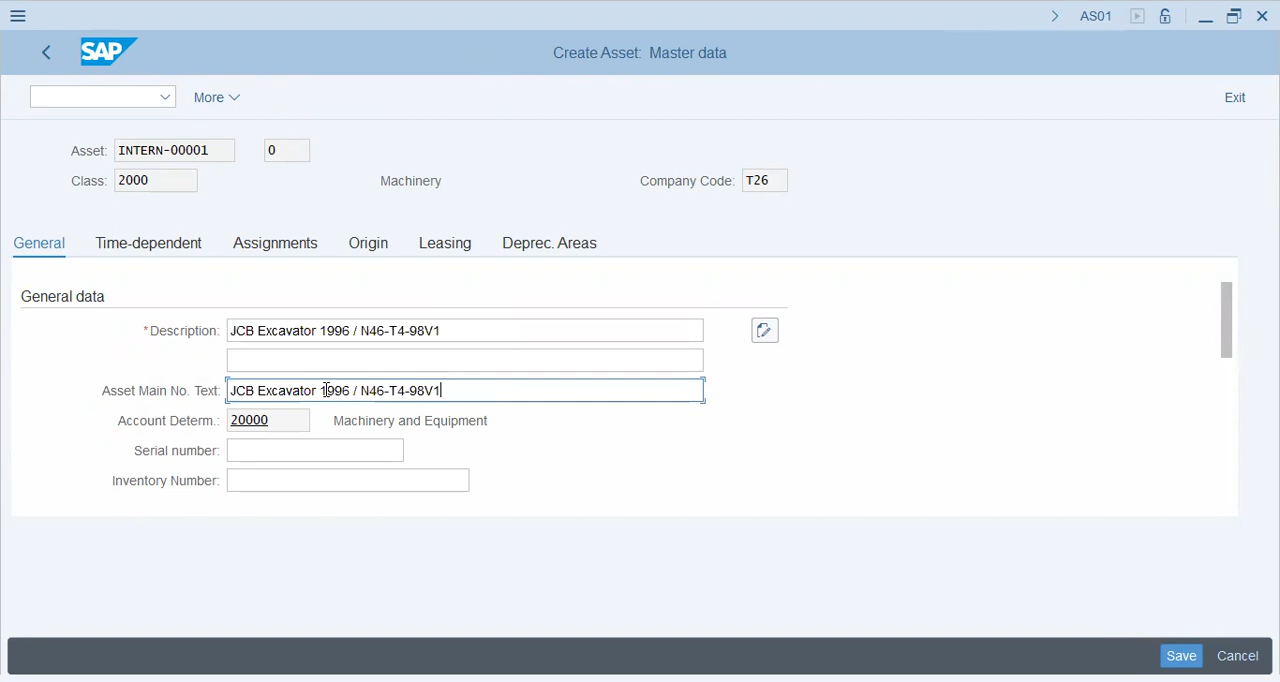 AS01
SAP
Create Asset: Master data
More
Exit
Asset: INTERN-00001 0
Class: 2000 Machinery Company Code: T26
General Time-dependent Assignments Origin Leasing Deprec. Areas
General data
*Description: JCB Excavator 1996 / N46-T4-98V1
Asset Main No. Text: JCB Excavator 1996 / N46-T4-98V1
Account Determ.: 20000 Machinery and Equipment
Serial number:
Inventory Number:
Save Cancel